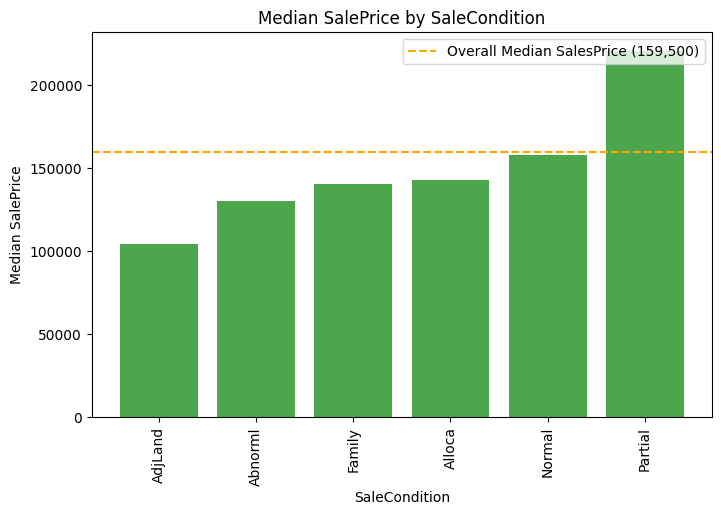 Median SalePrice by SaleCondition
Overall Median SalesPrice (159,500)
Median SalePrice
200000
150000
100000
50000
0
AdjLand
Abnorml
Family
Alloca
Normal
Partial
SaleCondition